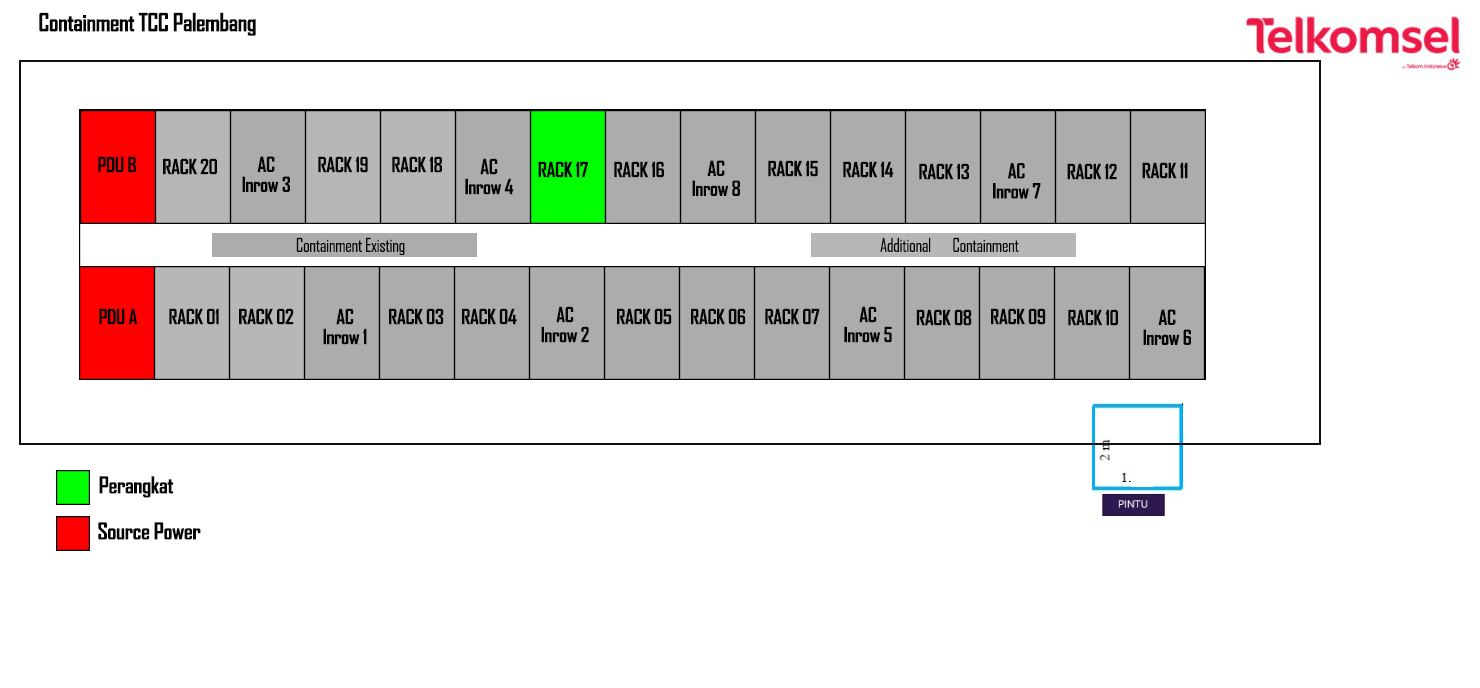 Containment TCC Palembang
Telkomsel
by Telkom Indonesia
PDU B
RACK 20
AC
Inrow 3
RACK 19
RACK 18
AC
Inrow 4
RACK 17
RACK 16
AC
Inrow 8
RACK 15
RACK 14
RACK 13
AC
Inrow 7
RACK 12
RACK 11
Containment Existing
Additional Containment
PDU A
RACK 01
RACK 02
AC
Inrow 1
RACK 03
RACK 04
AC
Inrow 2
RACK 05
RACK 06
RACK 07
AC
Inrow 5
RACK 08
RACK 09
RACK 10
AC
Inrow 6
2 m
1.
PINTU
Perangkat
Source Power